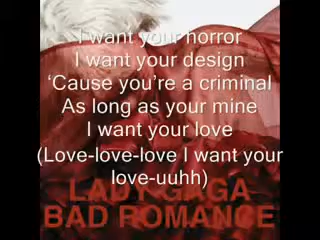 I want your horror
I want your design
‘Cause you’re a criminal
As long as your mine
I want your love
(Love-love-love I want your
love-uuhh)
LADY GAGA
BAD ROMANCE